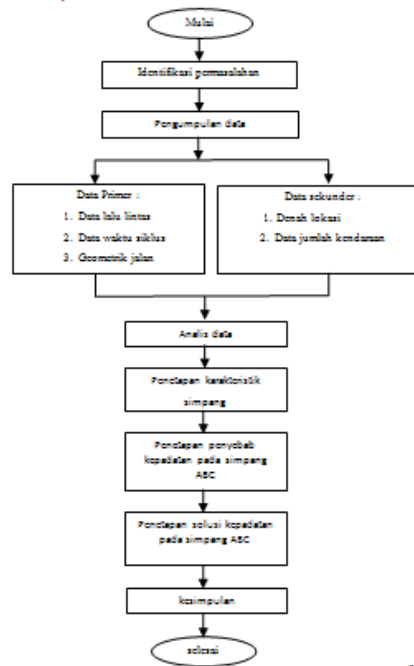 Mulai
Identifikasi permasalahan
Pengumpulan data
Data Primer :
1. Data lalu lintas
2. Data waktu siklus
3. Geometrik jalan
Data sekunder :
1. Denah lokasi
2. Data jumlah kendaraan
Analis data
Penetapan karakteristik
simpang
Penetapan penyebab
kepadatan pada simpang
ABC
Penetapan solusi kepadatan
pada simpang ABC
kesimpulan
selesai